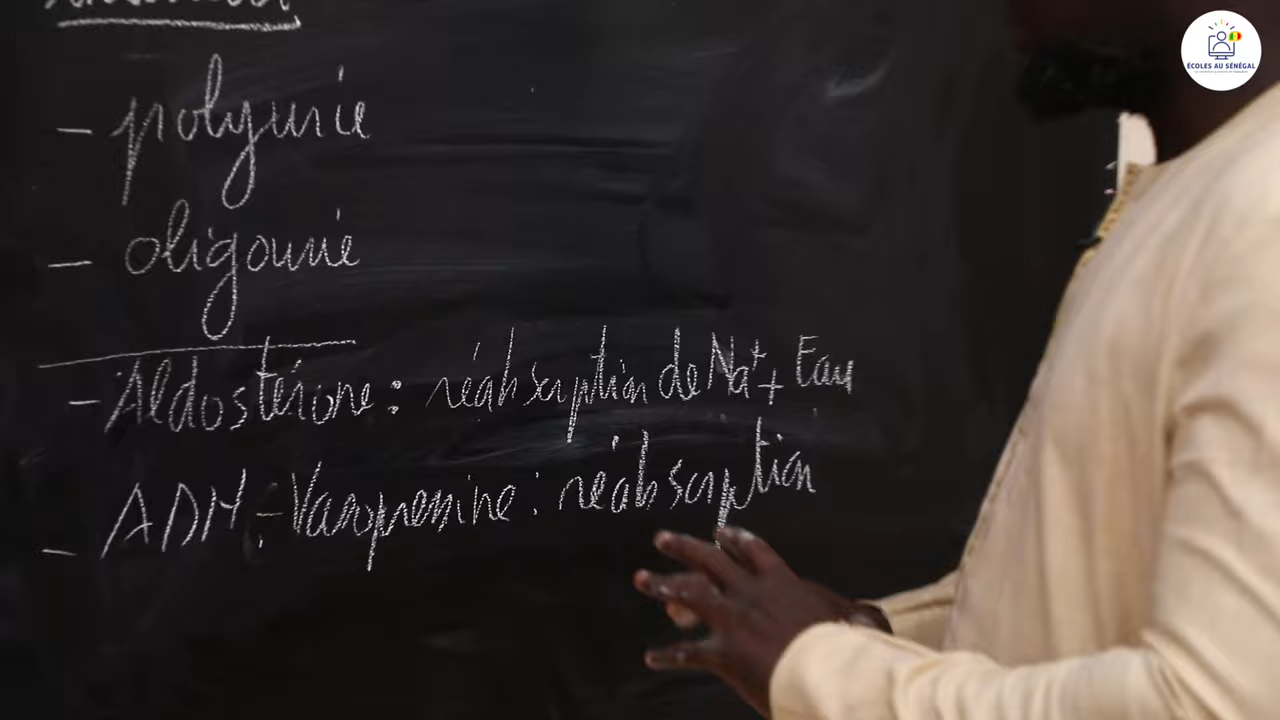 - polyurie
- oligourie
- Aldostérone : réabsorption de Na⁺ + Eau
- ADH - Vasopressine : réabsorption
ÉCOLES AU SÉNÉGAL